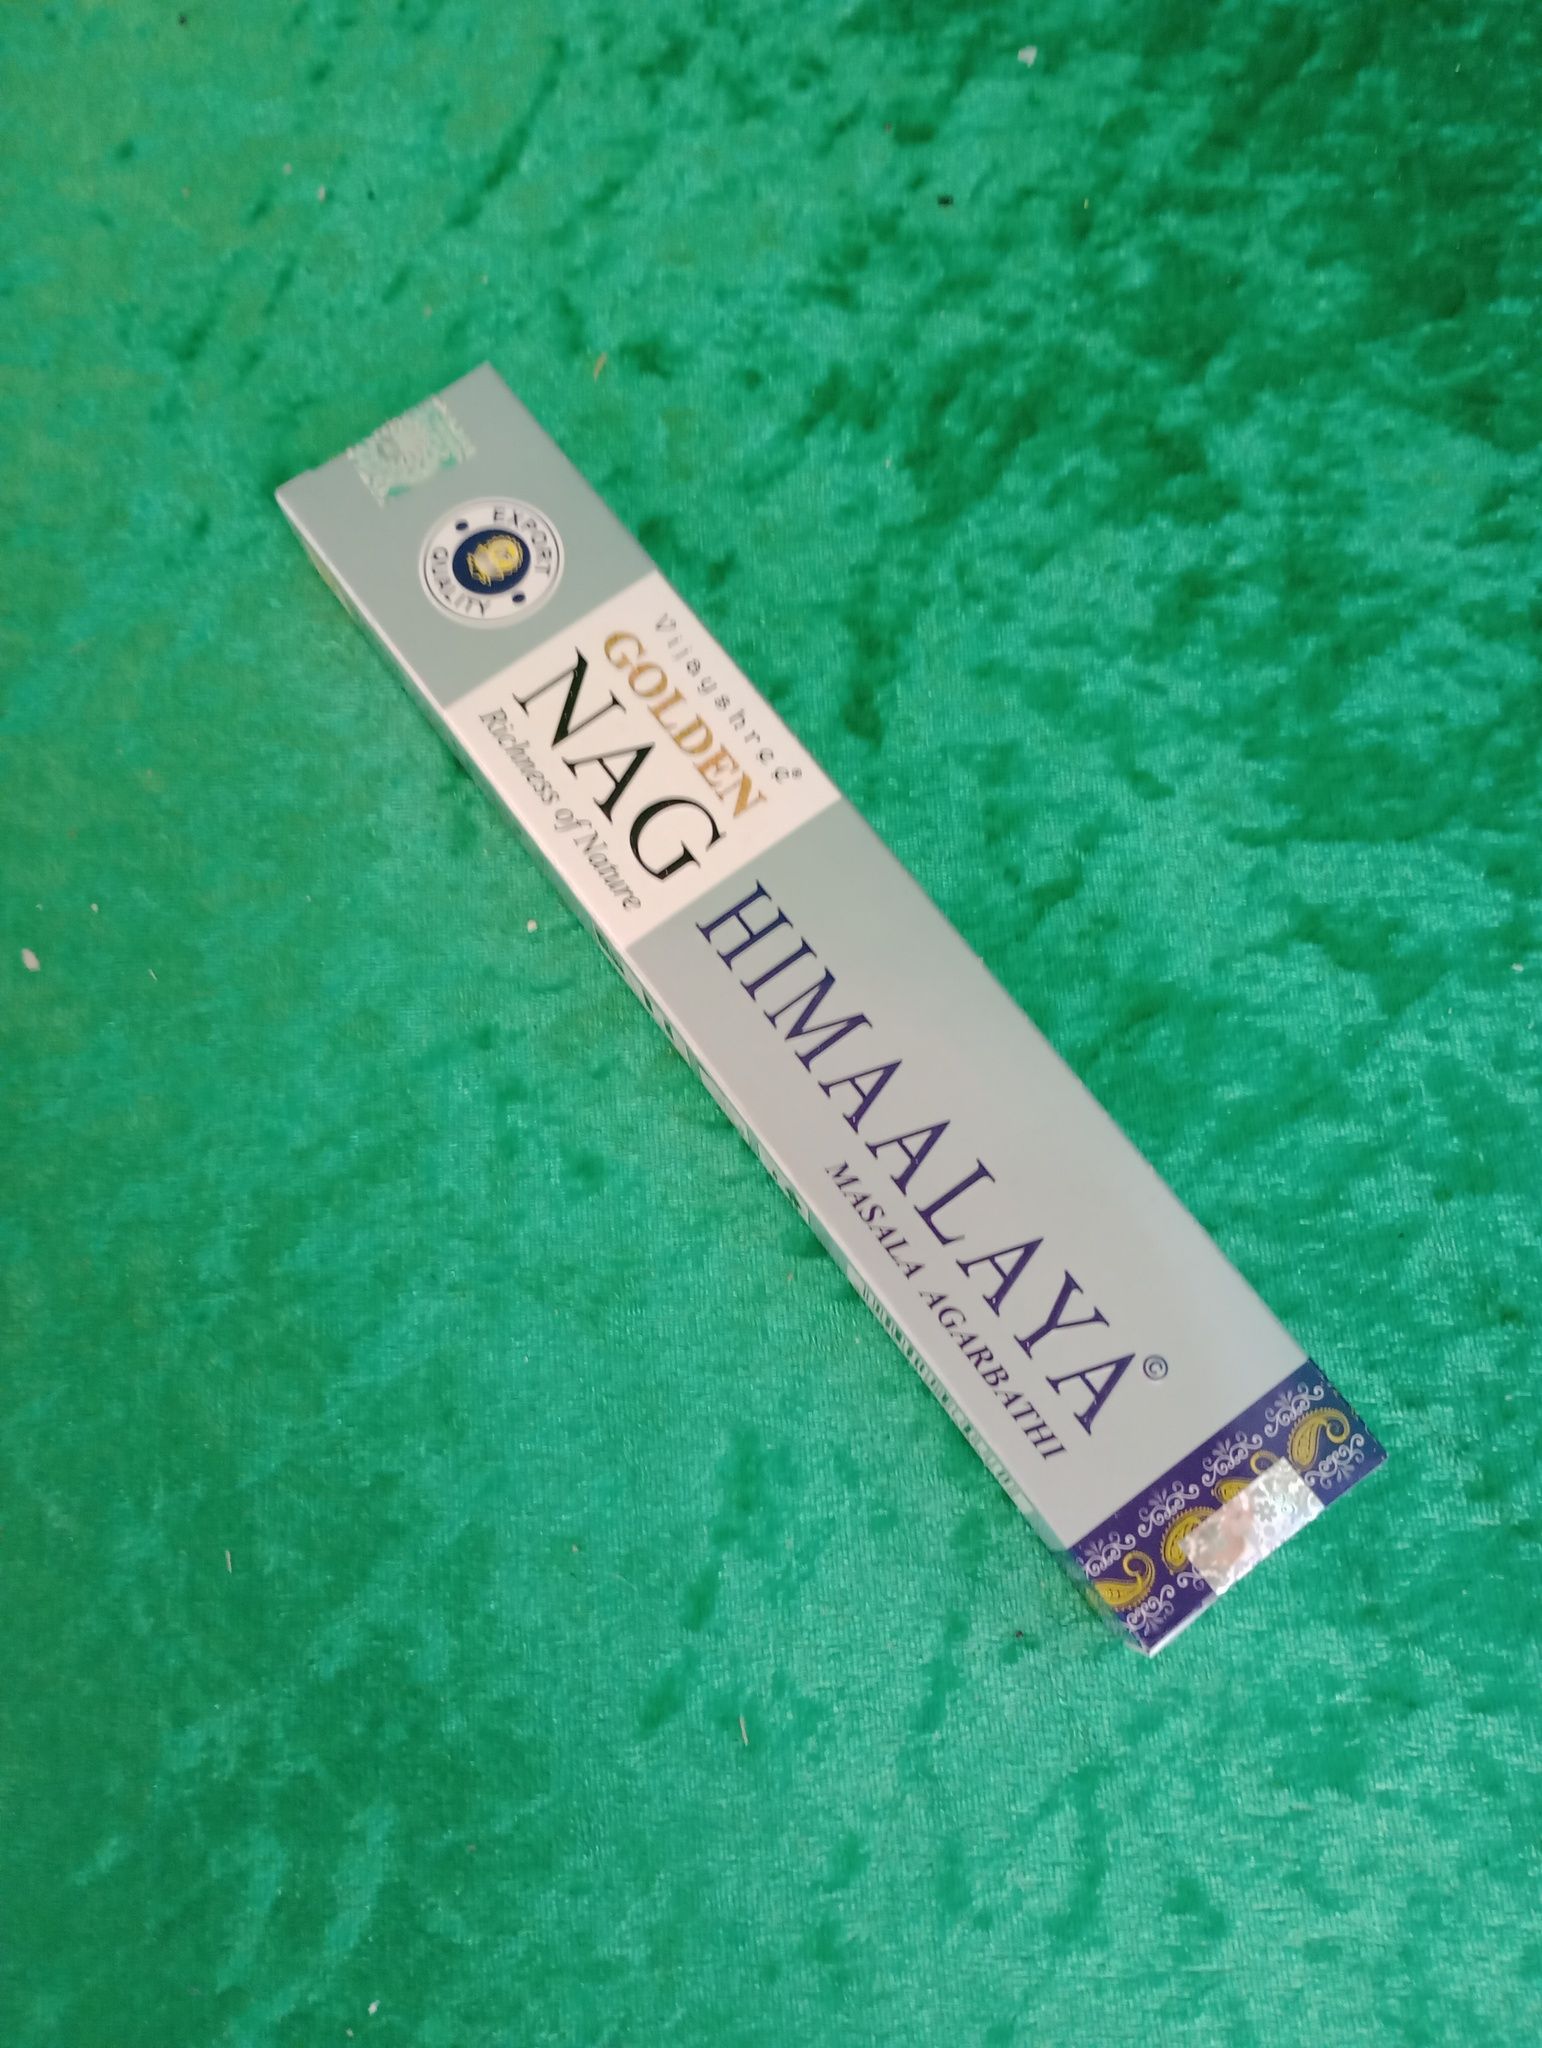 EXPORT
QUALITY
Vijayshree®
GOLDEN
NAG
Richness of Nature
HIMAALAYA©
MASALA AGARBATHI